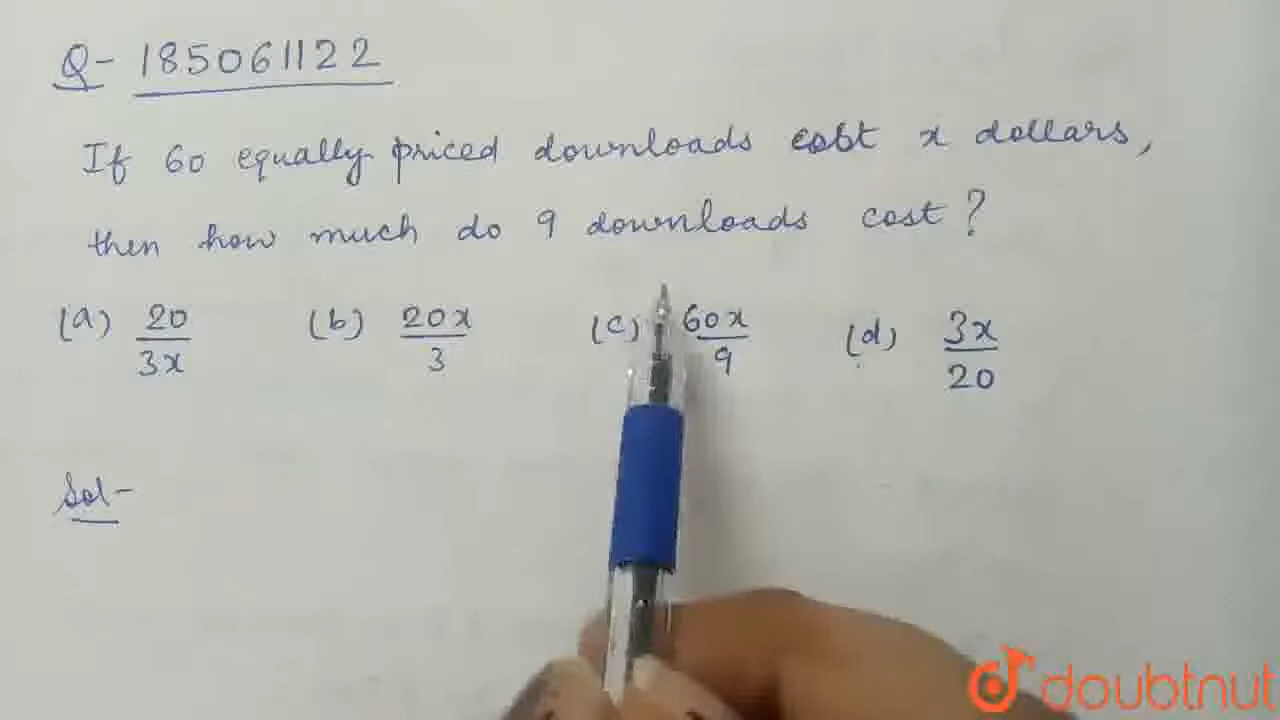 Q- 185061122
If 60 equally priced downloads cost x dollars,
then how much do 9 downloads cost?
(a) 20/3x (b) 20x/3 (c) 60x/9 (d) 3x/20
Sol-
doubtnut